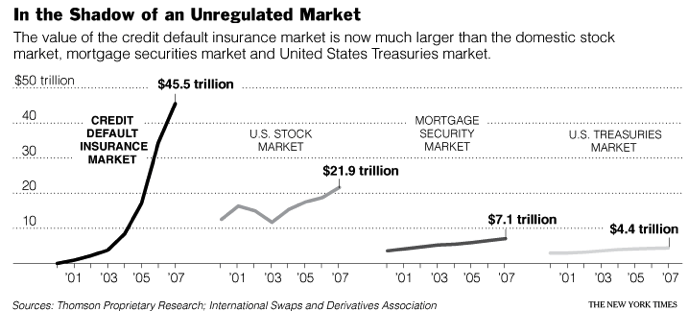 In the Shadow of an Unregulated Market
The value of the credit default insurance market is now much larger than the domestic stock
market, mortgage securities market and United States Treasuries market.
$50 trillion
40
30
20
10
$45.5 trillion
CREDIT
DEFAULT
INSURANCE
MARKET
'01 '03 '05 '07
U.S. STOCK
MARKET
$21.9 trillion
'01 '03 '05 '07
MORTGAGE
SECURITY
MARKET
$7.1 trillion
'01 '03 '05 '07
U.S. TREASURIES
MARKET
$4.4 trillion
'01 '03 '05 '07
Sources: Thomson Proprietary Research; International Swaps and Derivatives Association
THE NEW YORK TIMES